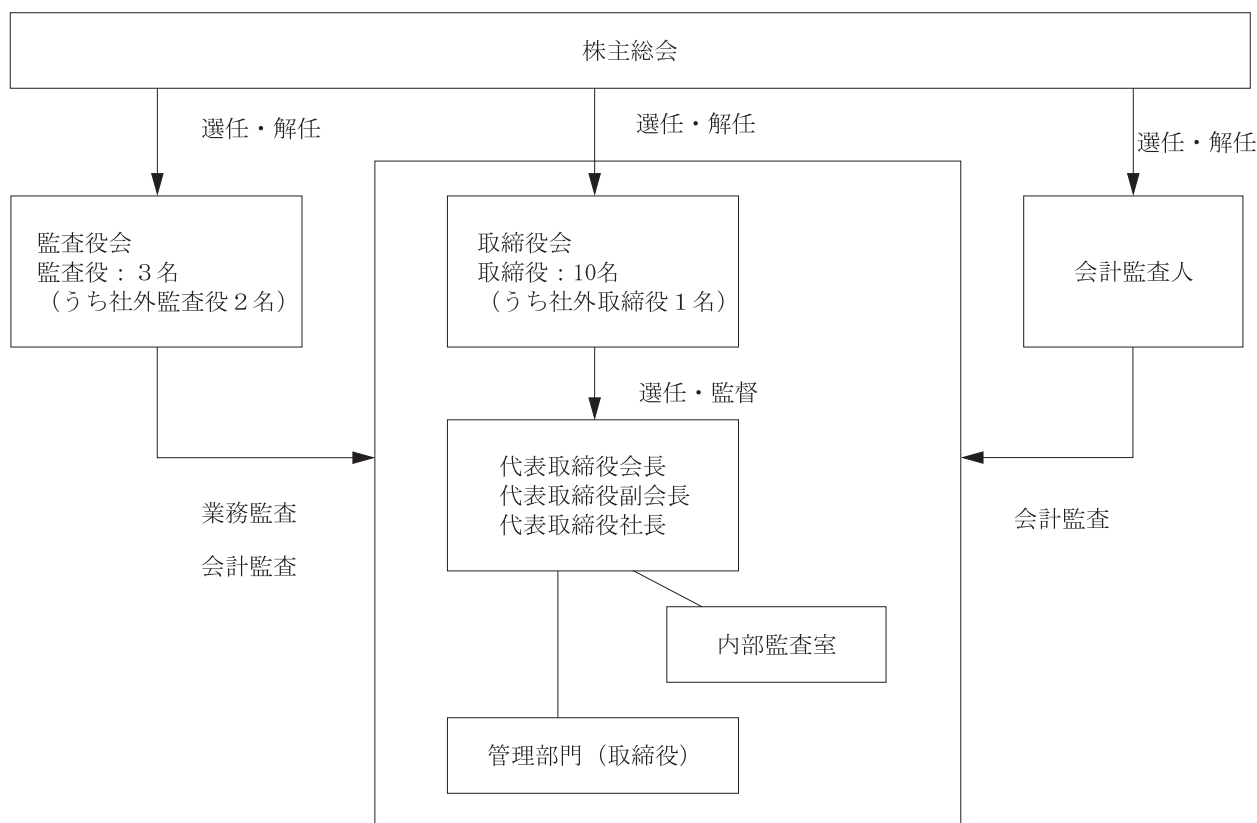 株主総会
選任・解任
選任・解任
選任・解任
監査役会
監査役：３名
（うち社外監査役２名）
取締役会
取締役：10名
（うち社外取締役１名）
会計監査人
選任・監督
代表取締役会長
代表取締役副会長
代表取締役社長
業務監査
会計監査
会計監査
内部監査室
管理部門（取締役）